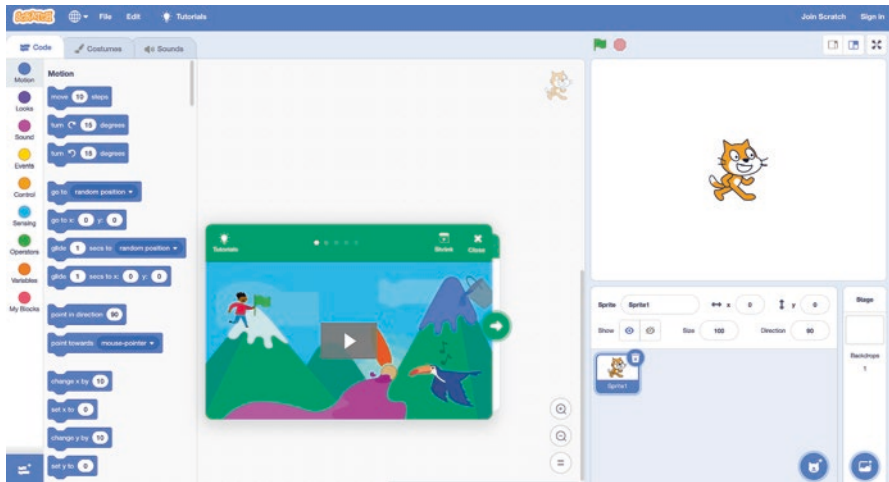 SCRATCH
File Edit Tutorials Join Scratch Sign in
Code Costumes Sounds
Motion
Looks
Sound
Events
Control
Sensing
Operators
Variables
My Blocks
Motion
move 10 steps
turn 15 degrees
turn 15 degrees
go to random position
go to x: 0 y: 0
glide 1 secs to random position
glide 1 secs to x: 0 y: 0
point in direction 90
point towards mouse-pointer
change x by 10
set x to 0
change y by 10
set y to 0
Tutorials Shrink Close
Sprite Sprite1 x 0 y 0
Show Size 100 Direction 90
Sprite1
Stage
Backdrops
1